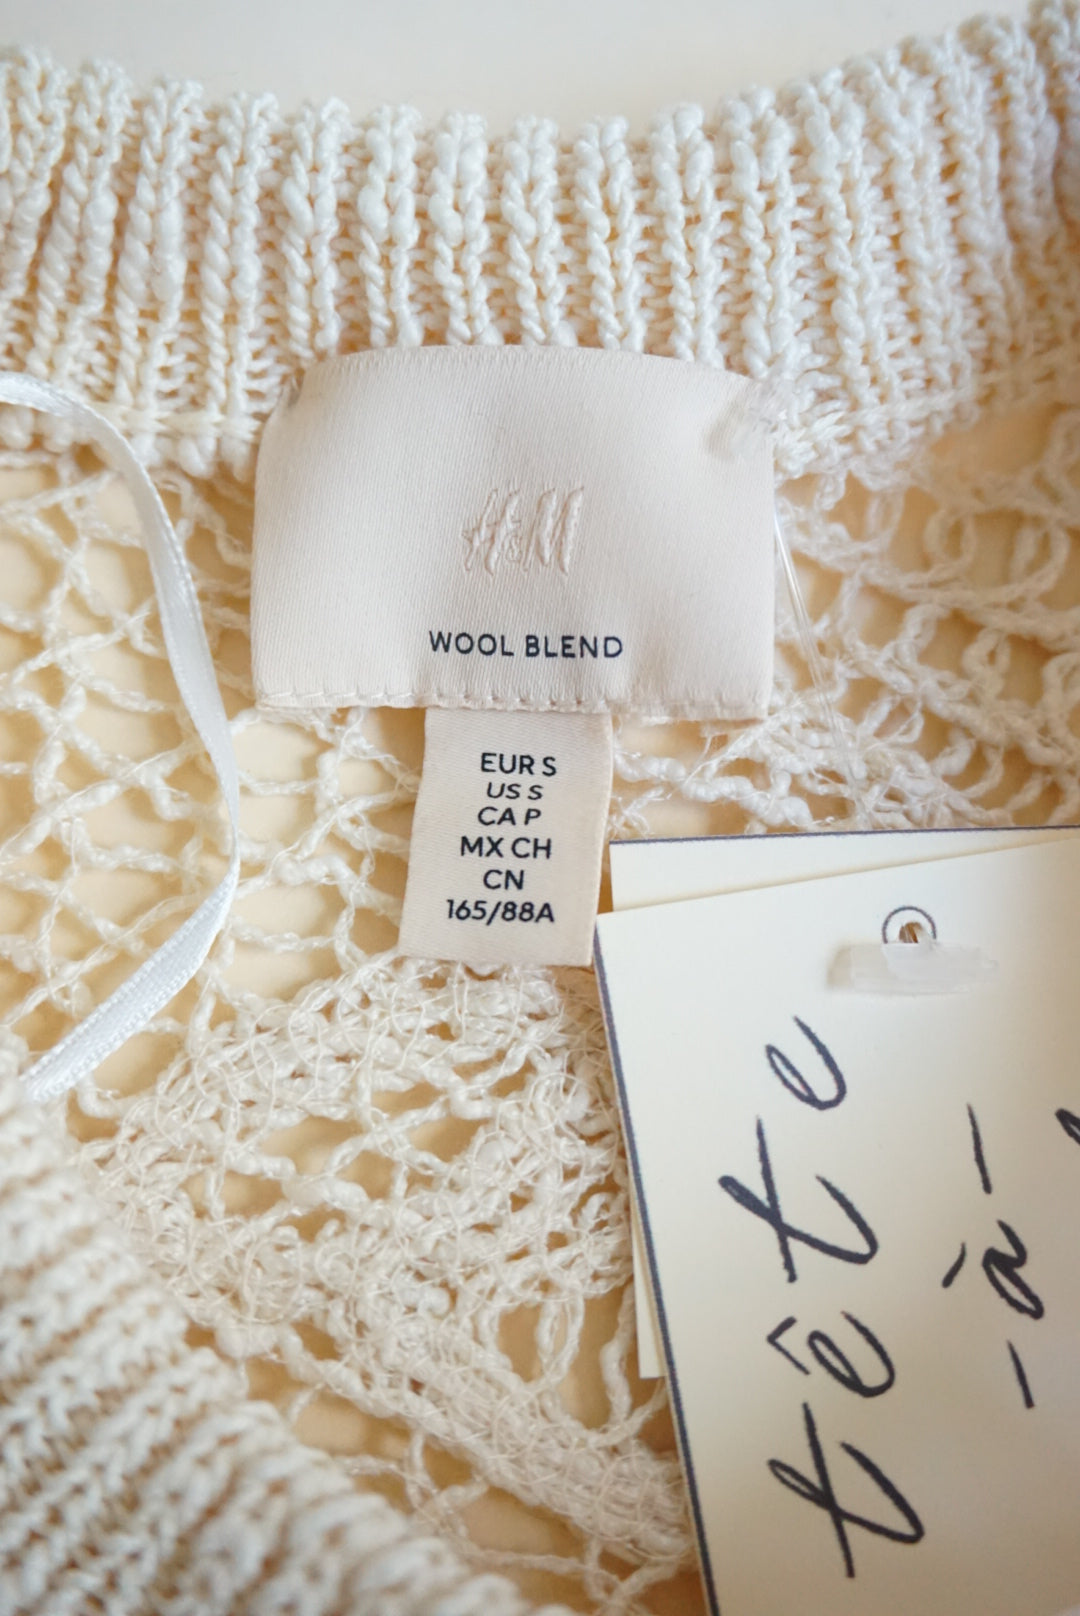 H&M
WOOL BLEND
EUR S
US S
CA P
MX CH
CN
165/88A
tête
-à-